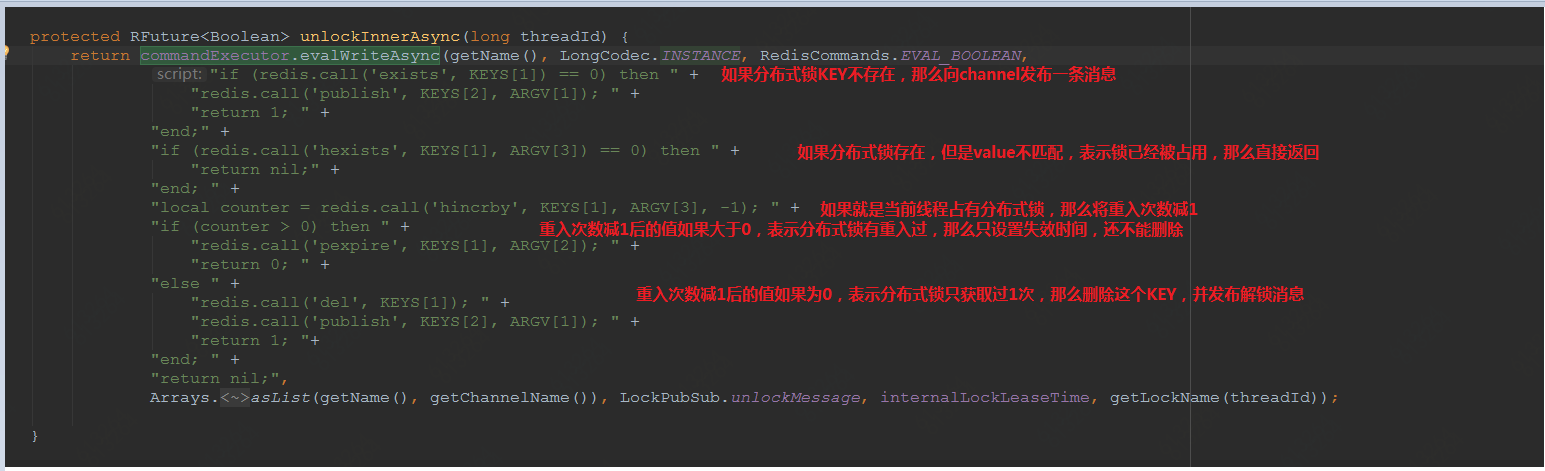 protected RFuture<Boolean> unlockInnerAsync(long threadId) {
return commandExecutor.evalWriteAsync(getName(), LongCodec.INSTANCE, RedisCommands.EVAL_BOOLEAN,
script: "if (redis.call('exists', KEYS[1]) == 0) then " + 如果分布式锁KEY不存在，那么向channel发布一条消息
"redis.call('publish', KEYS[2], ARGV[1]); " +
"return 1; " +
"end;" +
"if (redis.call('hexists', KEYS[1], ARGV[3]) == 0) then " + 如果分布式锁存在，但是value不匹配，表示锁已经被占用，那么直接返回
"return nil;" +
"end; " +
"local counter = redis.call('hincrby', KEYS[1], ARGV[3], -1); " + 如果就是当前线程占有分布式锁，那么将重入次数减1
"if (counter > 0) then " + 重入次数减1后的值如果大于0，表示分布式锁有重入过，那么只设置失效时间，还不能删除
"redis.call('pexpire', KEYS[1], ARGV[2]); " +
"return 0; " +
"else " +
"redis.call('del', KEYS[1]); " + 重入次数减1后的值如果为0，表示分布式锁只获取过1次，那么删除这个KEY，并发布解锁消息
"redis.call('publish', KEYS[2], ARGV[1]); " +
"return 1; "+
"end; " +
"return nil;",
Arrays.<~>asList(getName(), getChannelName()), LockPubSub.unlockMessage, internalLockLeaseTime, getLockName(threadId));
}